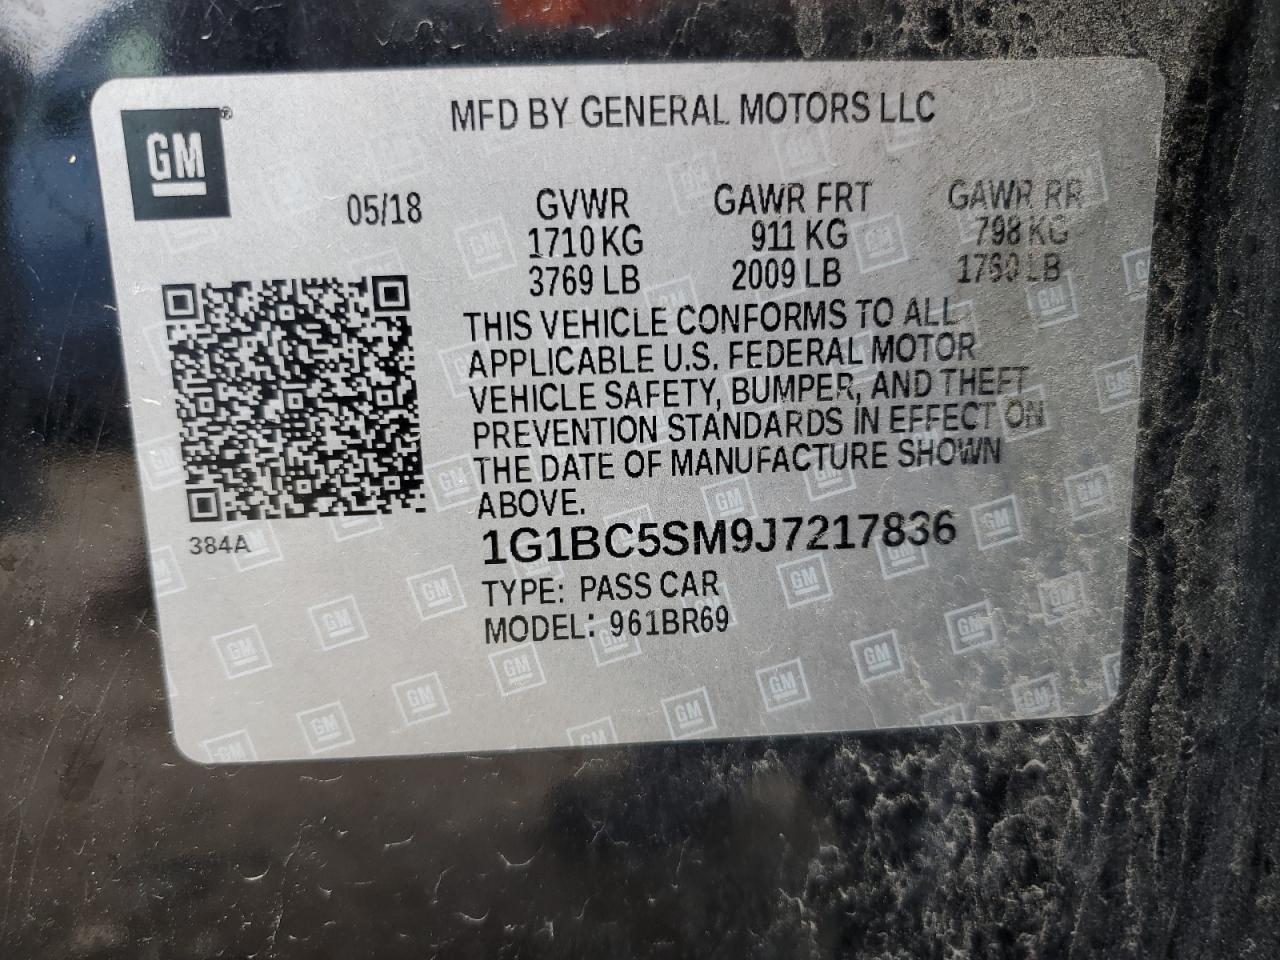 GM
MFD BY GENERAL MOTORS LLC
05/18
GVWR GAWR FRT GAWR RR
1710 KG 911 KG 798 KG
3769 LB 2009 LB 1760 LB
THIS VEHICLE CONFORMS TO ALL
APPLICABLE U.S. FEDERAL MOTOR
VEHICLE SAFETY, BUMPER, AND THEFT
PREVENTION STANDARDS IN EFFECT ON
THE DATE OF MANUFACTURE SHOWN
ABOVE.
384A
1G1BC5SM9J7217836
TYPE: PASS CAR
MODEL: 961BR69